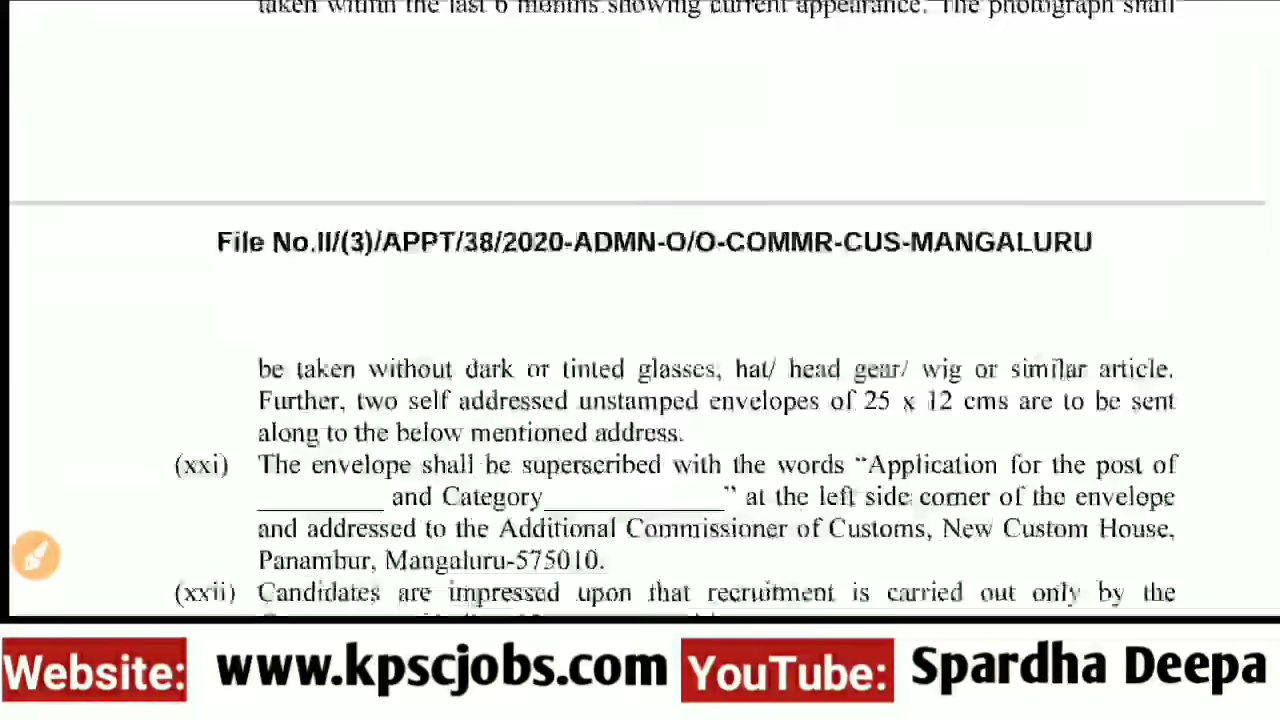 taken within the last 6 months showing current appearance. The photograph shall
File No.II/(3)/APPT/38/2020-ADMN-O/O-COMMR-CUS-MANGALURU
be taken without dark or tinted glasses, hat/ head gear/ wig or similar article.
Further, two self addressed unstamped envelopes of 25 x 12 cms are to be sent
along to the below mentioned address.
(xxi) The envelope shall be superscribed with the words “Application for the post of
_________ and Category_____________” at the left side corner of the envelope
and addressed to the Additional Commissioner of Customs, New Custom House,
Panambur, Mangaluru-575010.
(xxii) Candidates are impressed upon that recruitment is carried out only by the
Website: www.kpscjobs.com YouTube: Spardha Deepa